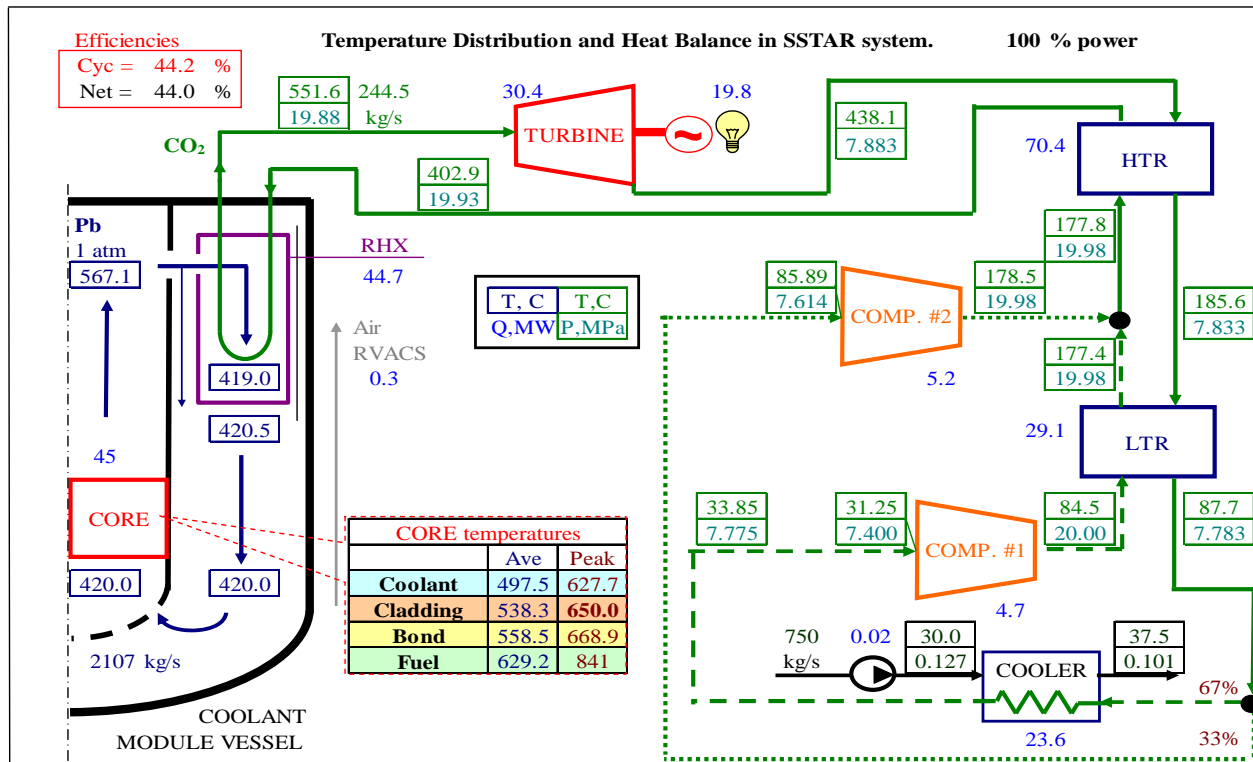 Efficiencies
Cyc = 44.2 %
Net = 44.0 %
Temperature Distribution and Heat Balance in SSTAR system. 100 % power
551.6
19.88
244.5
kg/s
30.4
TURBINE
~
19.8
438.1
7.883
70.4
HTR
CO₂
402.9
19.93
Pb
1 atm
567.1
RHX
44.7
419.0
420.5
Air
RVACS
0.3
T, C T,C
Q,MW P,MPa
85.89
7.614
COMP. #2
5.2
177.8
19.98
178.5
19.98
177.4
19.98
185.6
7.833
29.1
LTR
45
CORE
420.0
420.0
2107 kg/s
COOLANT
MODULE VESSEL
CORE temperatures
Ave Peak
Coolant 497.5 627.7
Cladding 538.3 650.0
Bond 558.5 668.9
Fuel 629.2 841
33.85
7.775
31.25
7.400
COMP. #1
4.7
84.5
20.00
87.7
7.783
750
kg/s
0.02
30.0
0.127
COOLER
23.6
37.5
0.101
67%
33%